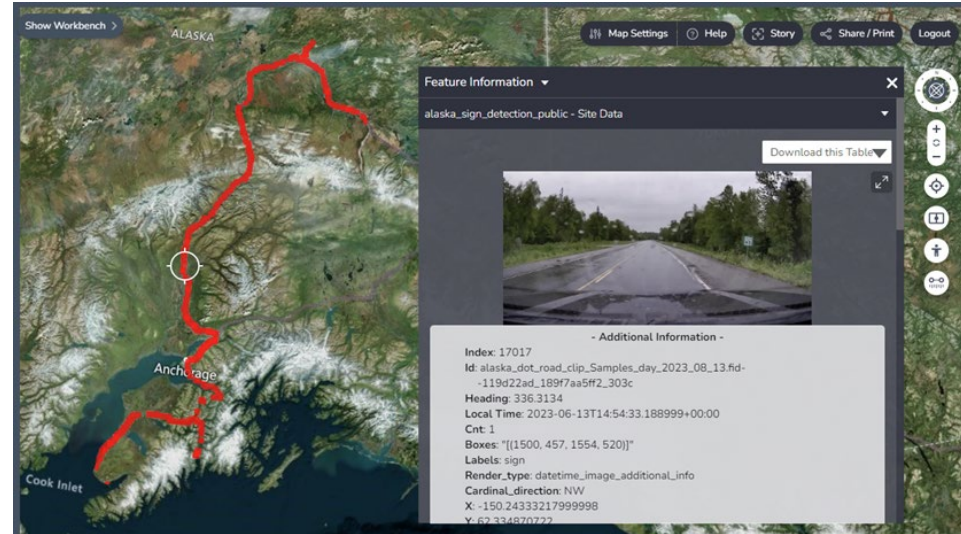 Show Workbench >
ALASKA
Map Settings
Help
Story
Share / Print
Logout
Feature Information
alaska_sign_detection_public - Site Data
Download this Table
- Additional Information -
Index: 17017
Id: alaska_dot_road_clip_Samples_day_2023_08_13.fid-
-119d22ad_189f7aa5ff2_303c
Heading: 336.3134
Local Time: 2023-06-13T14:54:33.188999+00:00
Cnt: 1
Boxes: "[(1500, 457, 1554, 520)]"
Labels: sign
Render_type: datetime_image_additional_info
Cardinal_direction: NW
X: -150.24333217999998
Y: 62.334870722
Anchorage
Cook Inlet